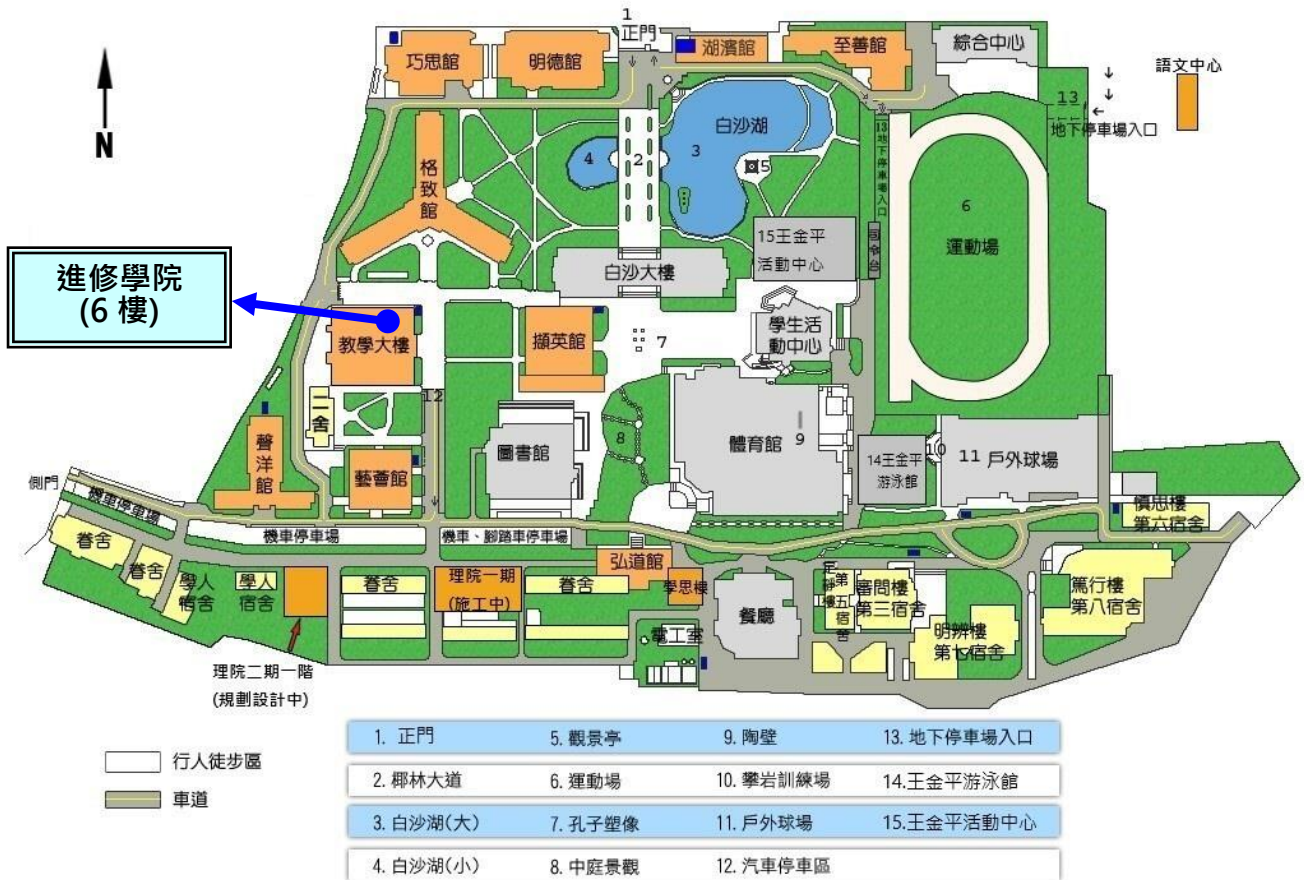 1
正門
N
巧思館
明德館
湖濱館
至善館
綜合中心
語文中心
13
地下停車場入口
白沙湖
13地下停車場入口
4
2
3
5
格致館
6
運動場
15王金平
活動中心
司令台
進修學院
(6 樓)
白沙大樓
教學大樓
擷英館
7
學生活
動中心
12
二舍
聲洋館
藝薈館
圖書館
8
體育館
9
14王金平
游泳館
10
11 戶外球場
側門
機車停車場
機車停車場
機車、腳踏車停車場
慎思樓
第六宿舍
眷舍
眷舍
學人
宿舍
學人
宿舍
眷舍
理院一期
(施工中)
眷舍
弘道館
學思樓
電工室
餐廳
定靜樓
第五宿舍
審問樓
第三宿舍
明辨樓
第七宿舍
篤行樓
第八宿舍
理院二期一階
(規劃設計中)
行人徒步區
車道
1. 正門 5. 觀景亭 9. 陶壁 13. 地下停車場入口
2. 椰林大道 6. 運動場 10. 攀岩訓練場 14.王金平游泳館
3. 白沙湖(大) 7. 孔子塑像 11. 戶外球場 15.王金平活動中心
4. 白沙湖(小) 8. 中庭景觀 12. 汽車停車區